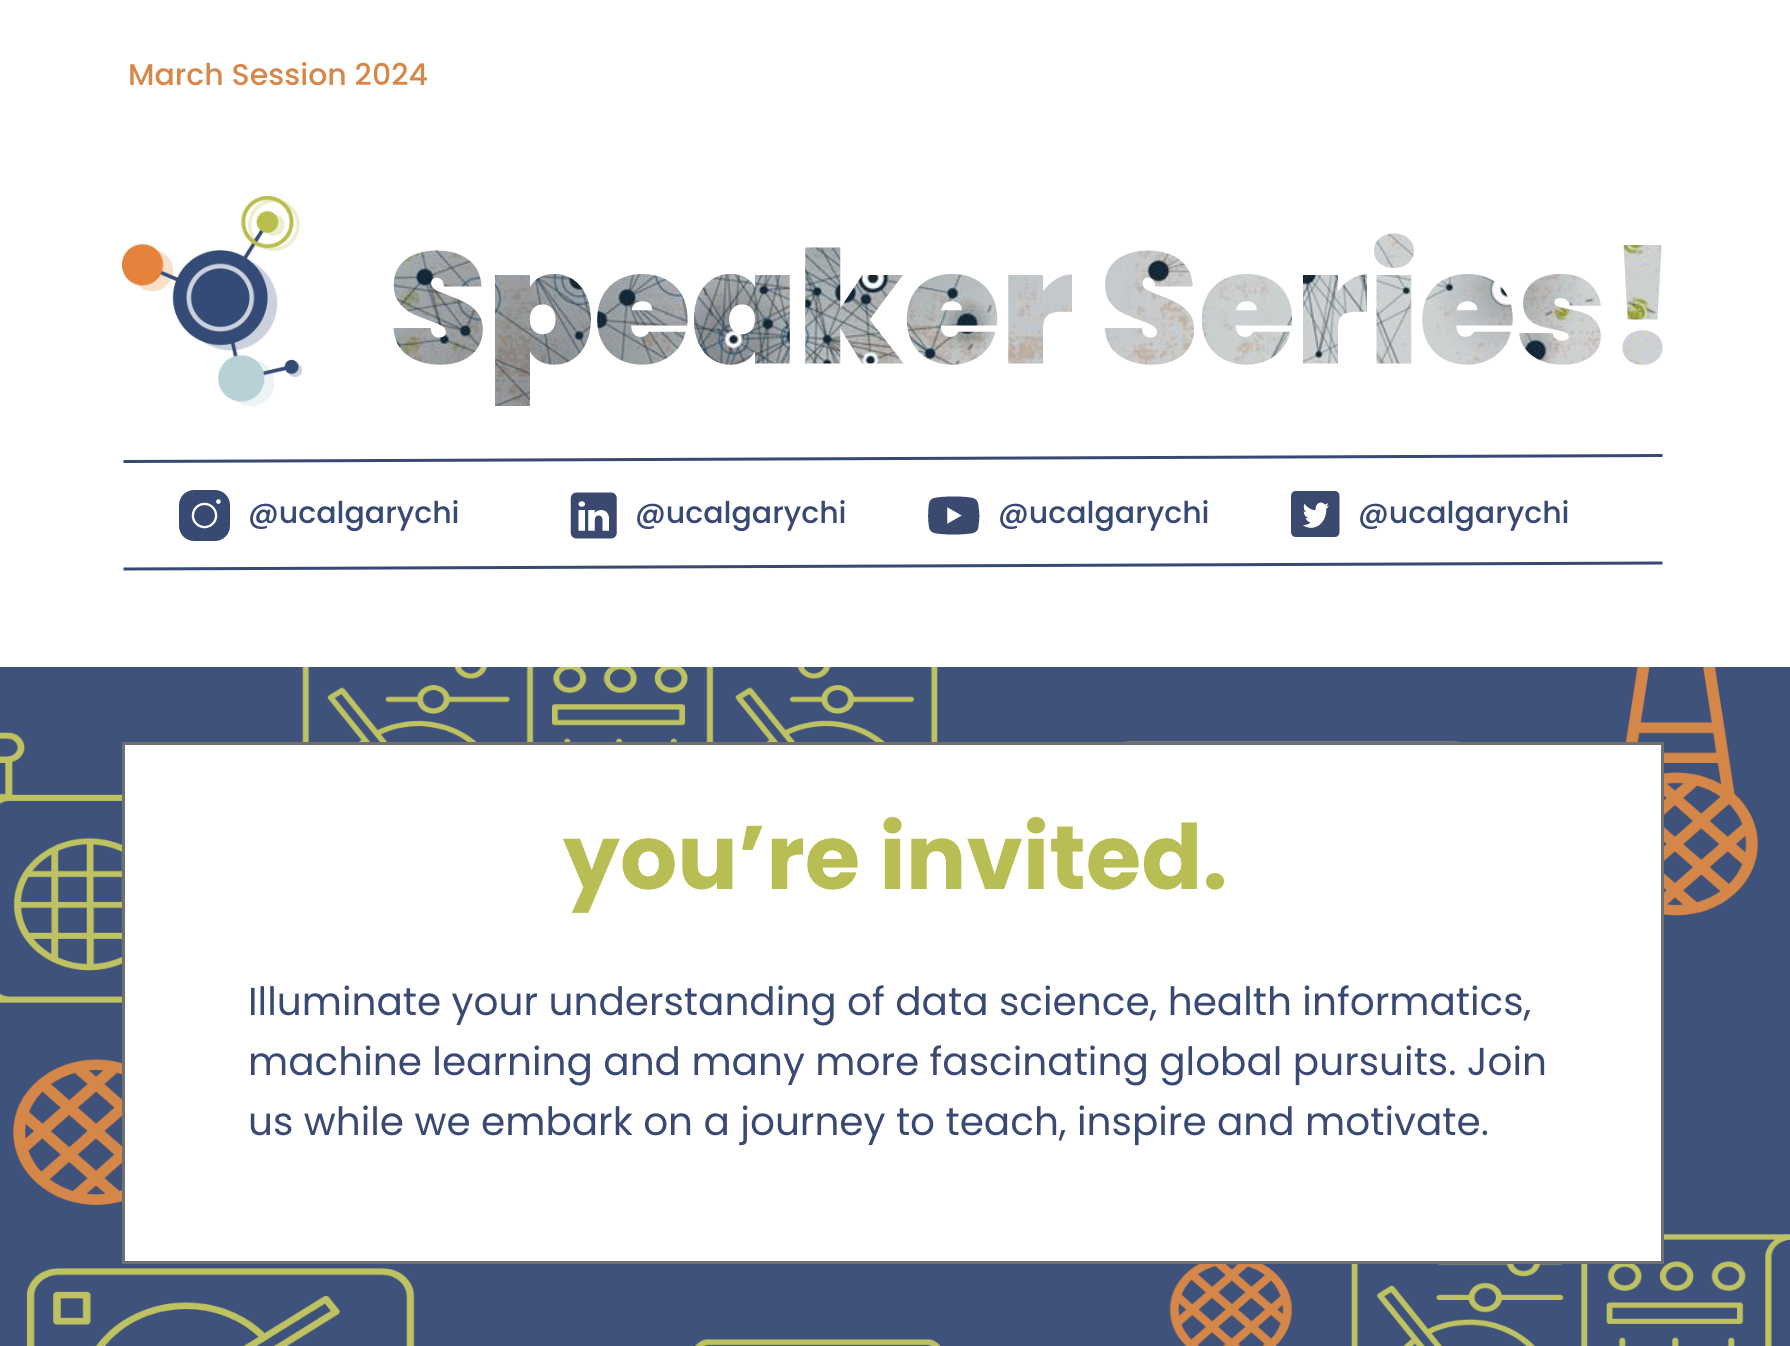 March Session 2024
Speaker Series!
@ucalgarychi @ucalgarychi @ucalgarychi @ucalgarychi
you’re invited.
Illuminate your understanding of data science, health informatics,
machine learning and many more fascinating global pursuits. Join
us while we embark on a journey to teach, inspire and motivate.